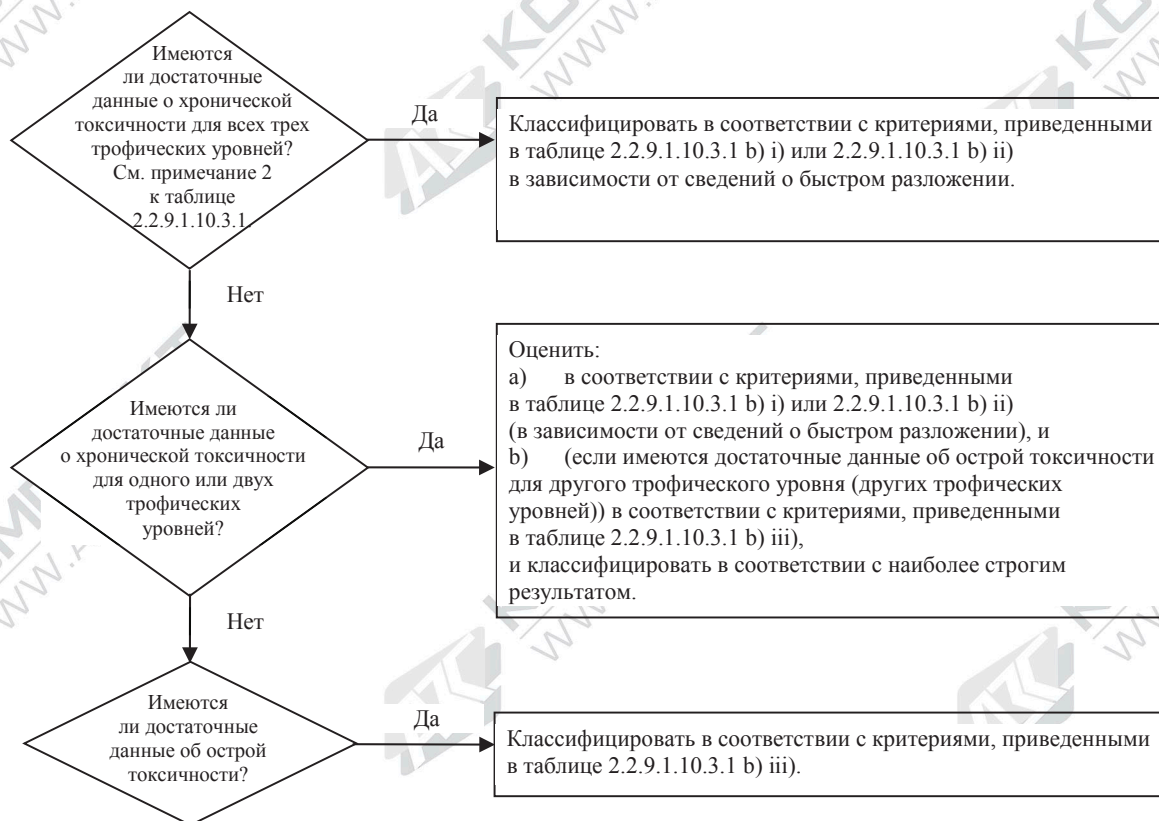 Имеются
ли достаточные
данные о хронической
токсичности для всех трех
трофических уровней?
См. примечание 2
к таблице
2.2.9.1.10.3.1.
Да
Классифицировать в соответствии с критериями, приведенными
в таблице 2.2.9.1.10.3.1 b) i) или 2.2.9.1.10.3.1 b) ii)
в зависимости от сведений о быстром разложении.
Нет
Имеются ли
достаточные данные
о хронической токсичности
для одного или двух
трофических
уровней?
Да
Оценить:
a) в соответствии с критериями, приведенными
в таблице 2.2.9.1.10.3.1 b) i) или 2.2.9.1.10.3.1 b) ii)
(в зависимости от сведений о быстром разложении), и
b) (если имеются достаточные данные об острой токсичности
для другого трофического уровня (других трофических
уровней)) в соответствии с критериями, приведенными
в таблице 2.2.9.1.10.3.1 b) iii),
и классифицировать в соответствии с наиболее строгим
результатом.
Нет
Имеются
ли достаточные
данные об острой
токсичности?
Да
Классифицировать в соответствии с критериями, приведенными
в таблице 2.2.9.1.10.3.1 b) iii).